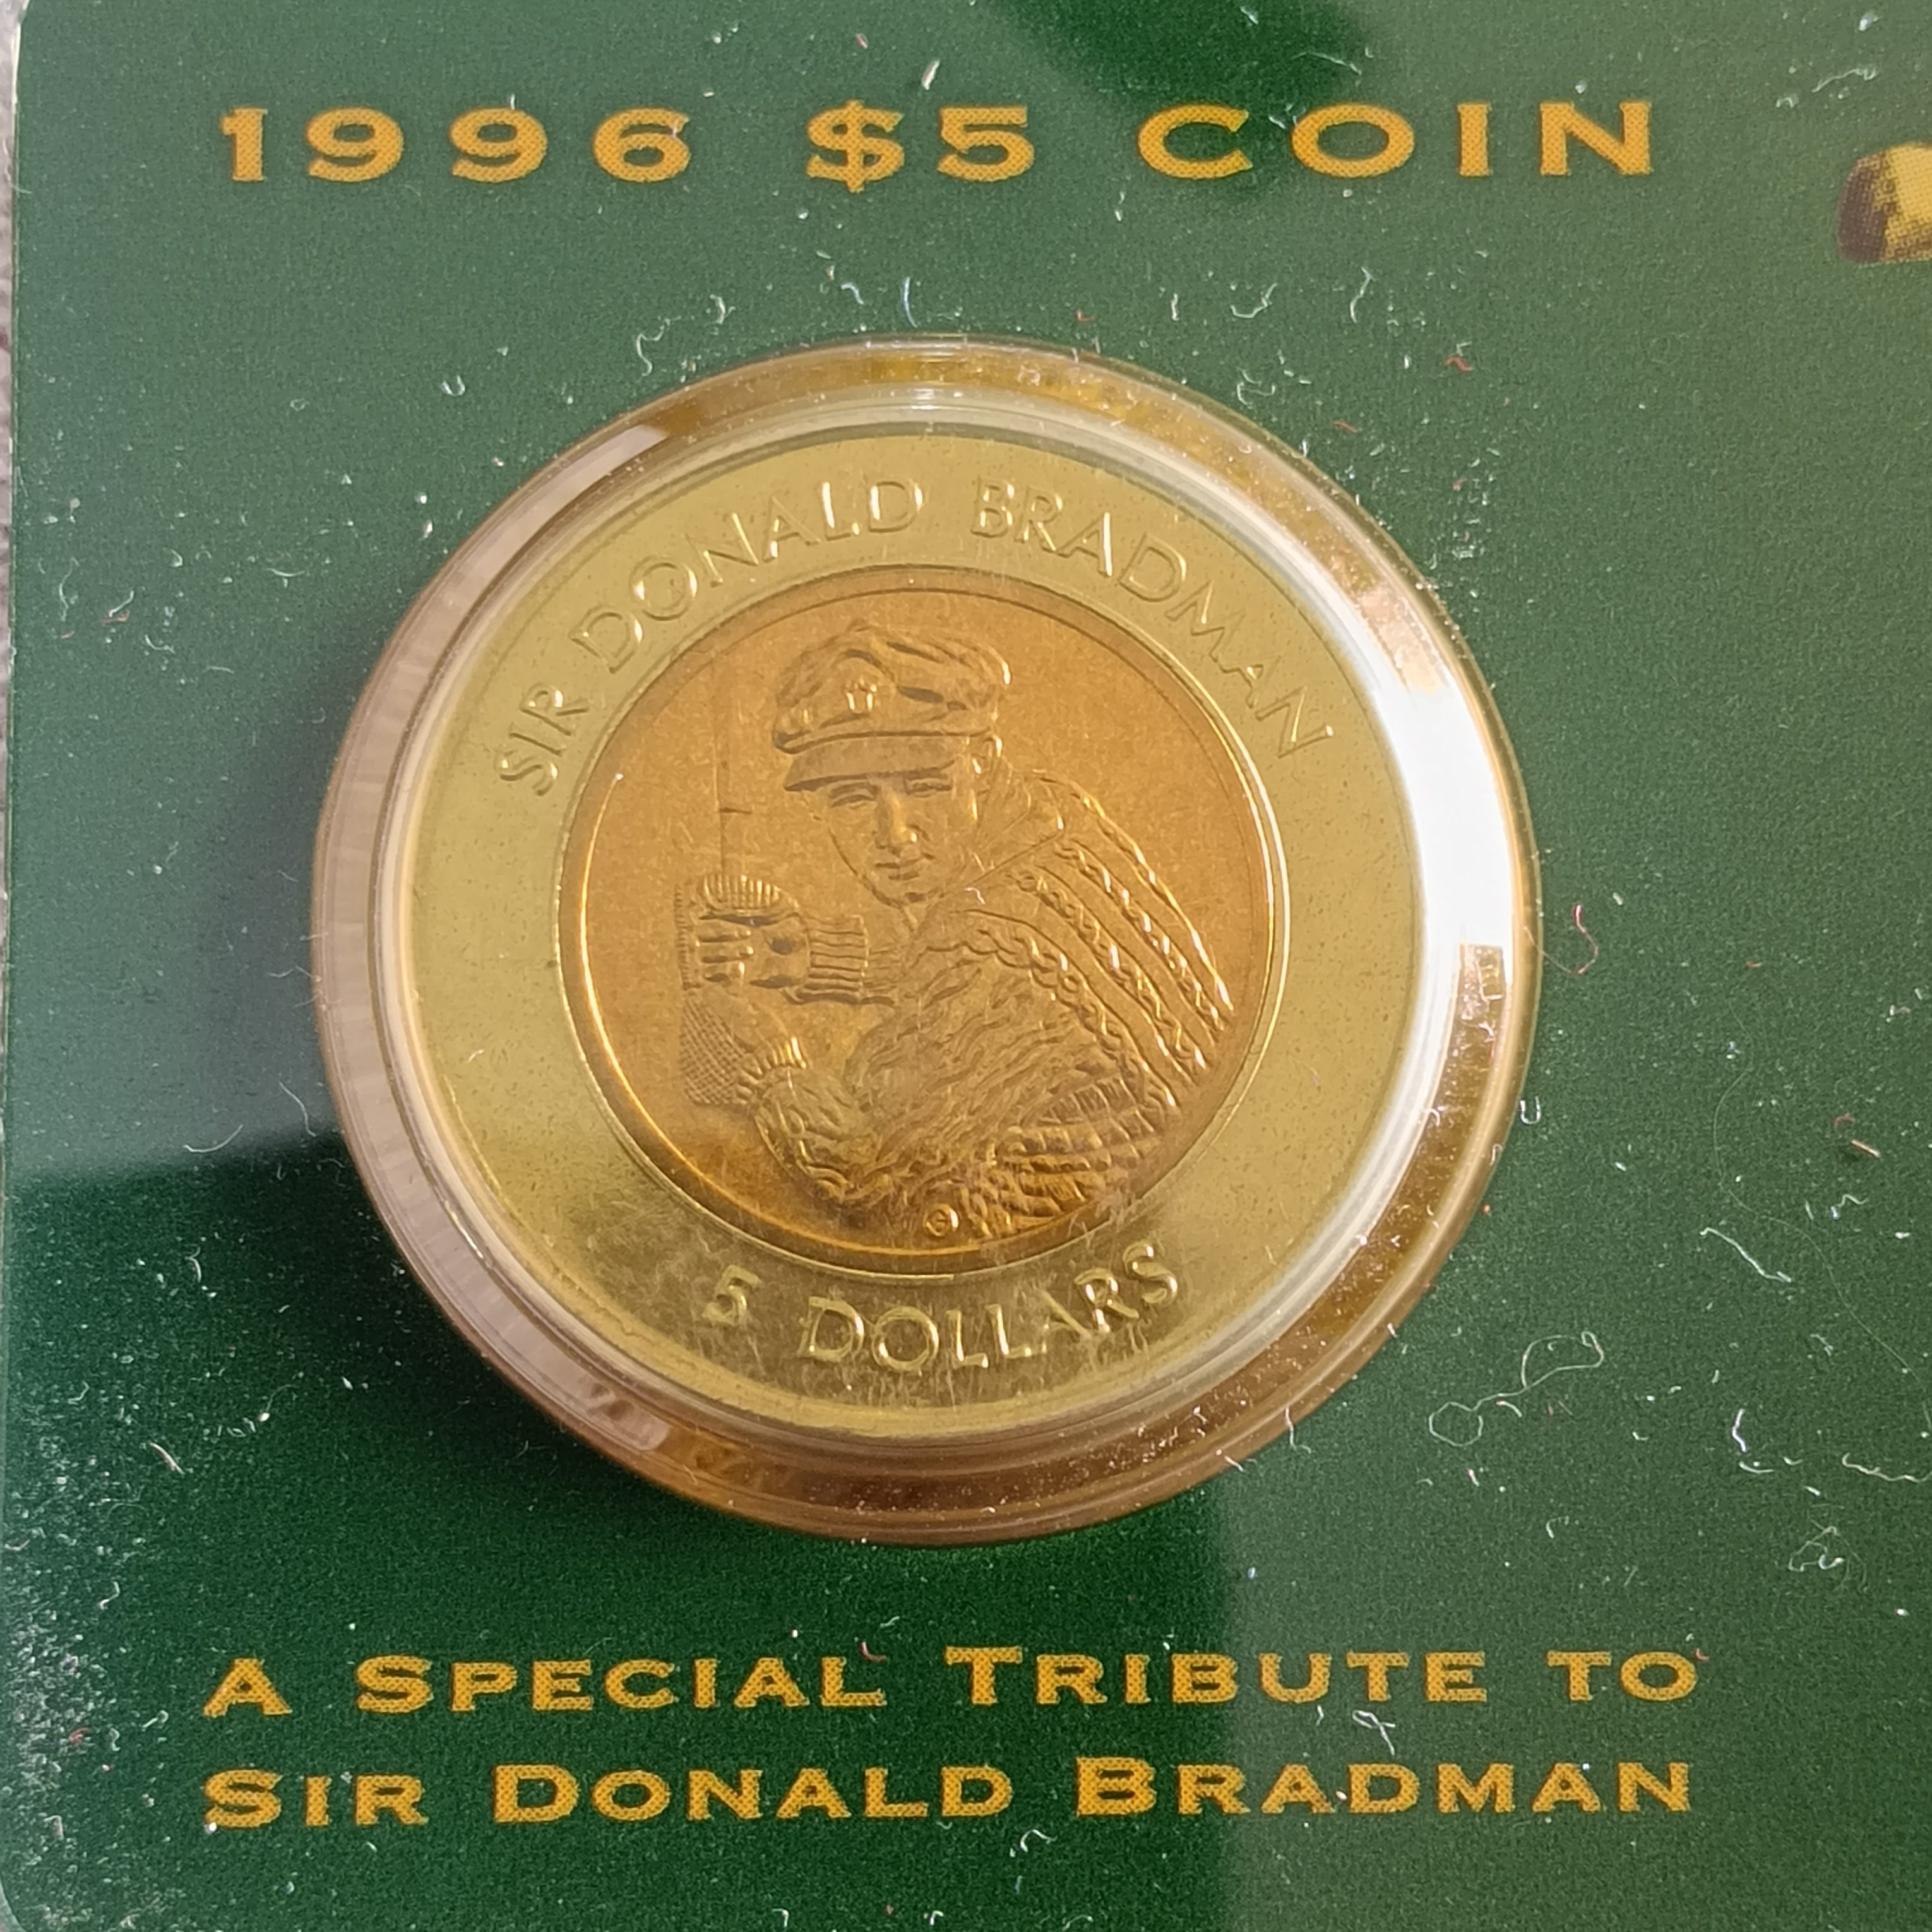 1996 $5 COIN
SIR DONALD BRADMAN
5 DOLLARS
A SPECIAL TRIBUTE TO
SIR DONALD BRADMAN